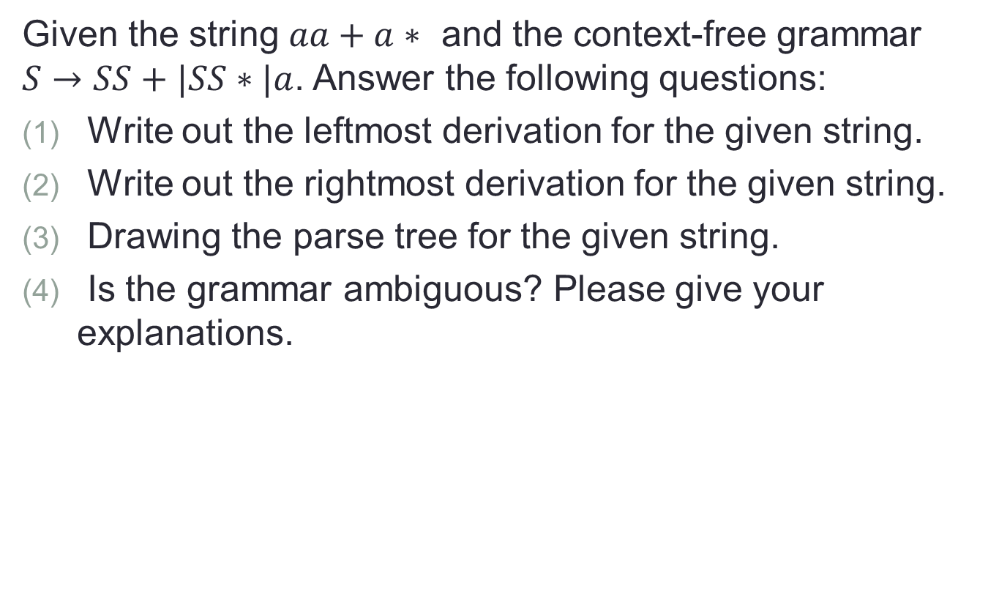 Given the string 𝑎𝑎 + 𝑎 ∗ and the context-free grammar
𝑆 → 𝑆𝑆 + |𝑆𝑆 ∗ |𝑎. Answer the following questions:
(1) Write out the leftmost derivation for the given string.
(2) Write out the rightmost derivation for the given string.
(3) Drawing the parse tree for the given string.
(4) Is the grammar ambiguous? Please give your
explanations.